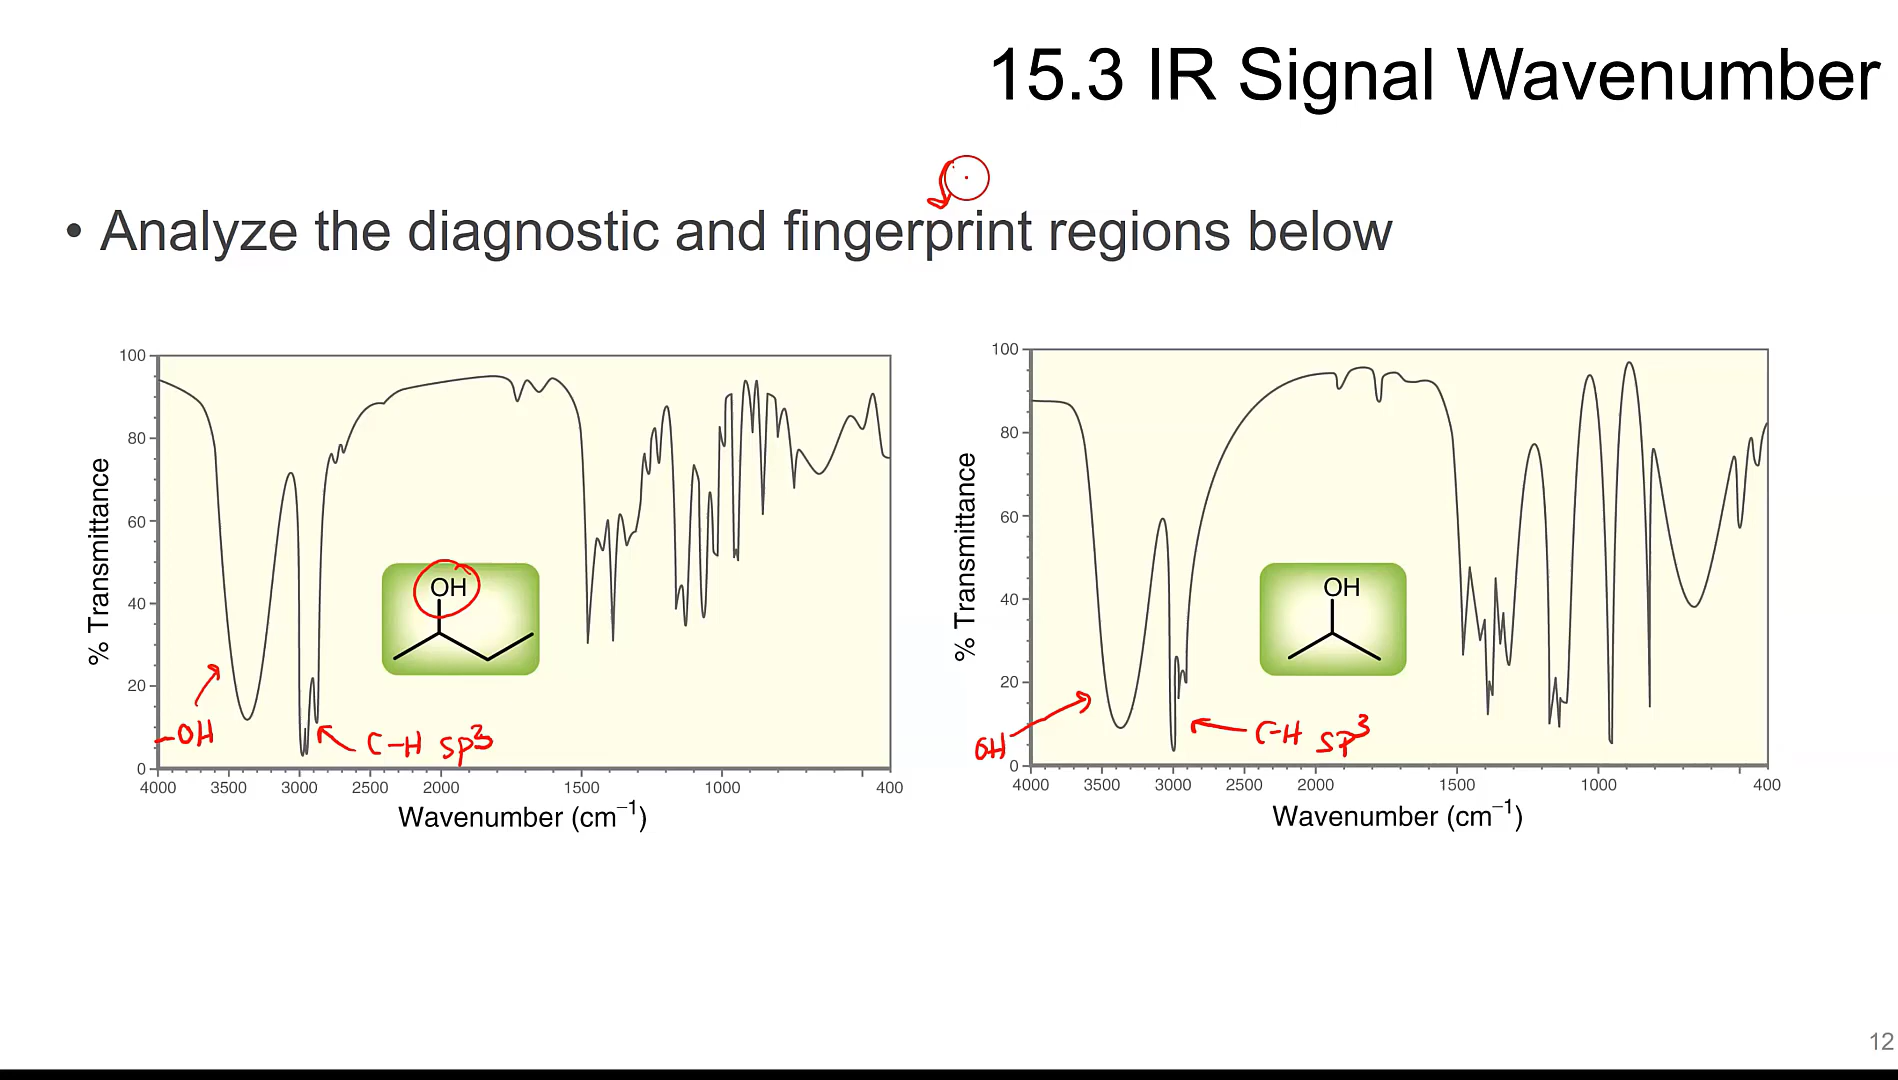 15.3 IR Signal Wavenumber
• Analyze the diagnostic and fingerprint regions below
100
80
60
40
20
0
% Transmittance
OH
-OH
C-H sp³
4000 3500 3000 2500 2000 1500 1000 400
Wavenumber (cm⁻¹)
100
80
60
40
20
0
% Transmittance
OH
OH
C-H sp³
4000 3500 3000 2500 2000 1500 1000 400
Wavenumber (cm⁻¹)
12